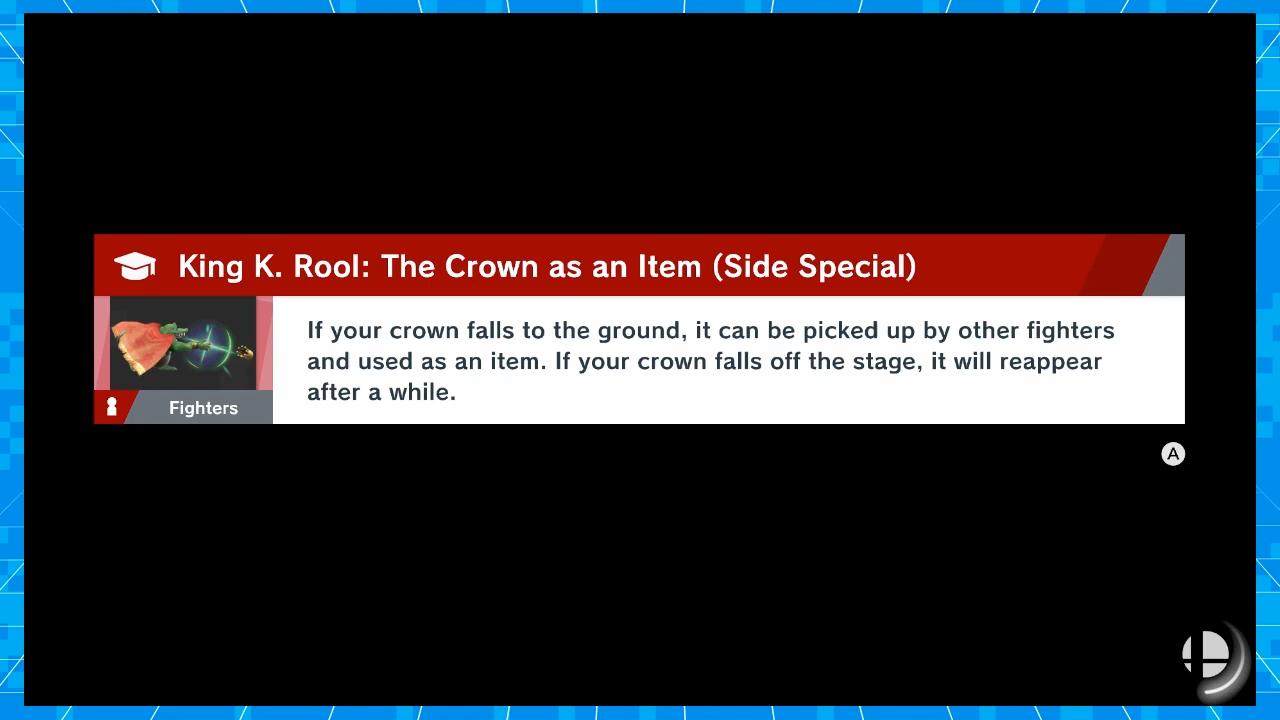 King K. Rool: The Crown as an Item (Side Special)
If your crown falls to the ground, it can be picked up by other fighters
and used as an item. If your crown falls off the stage, it will reappear
after a while.
Fighters
A